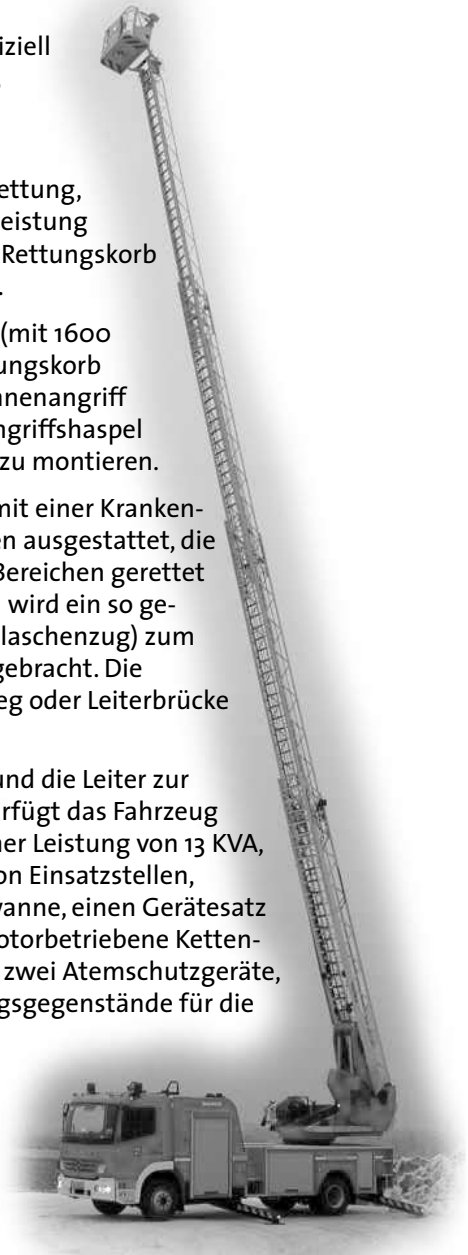 iziell
ettung,
eistung
Rettungskorb
.
(mit 1600
ungskorb
nnenangriff
ngriffshaspel
zu montieren.
mit einer Kranken-
en ausgestattet, die
Bereichen gerettet
wird ein so ge-
laschenzug) zum
gebracht. Die
eg oder Leiterbrücke
und die Leiter zur
rfügt das Fahrzeug
ner Leistung von 13 KVA,
on Einsatzstellen,
wanne, einen Gerätesatz
otorbetriebene Ketten-
zwei Atemschutzgeräte,
gsgegenstände für die